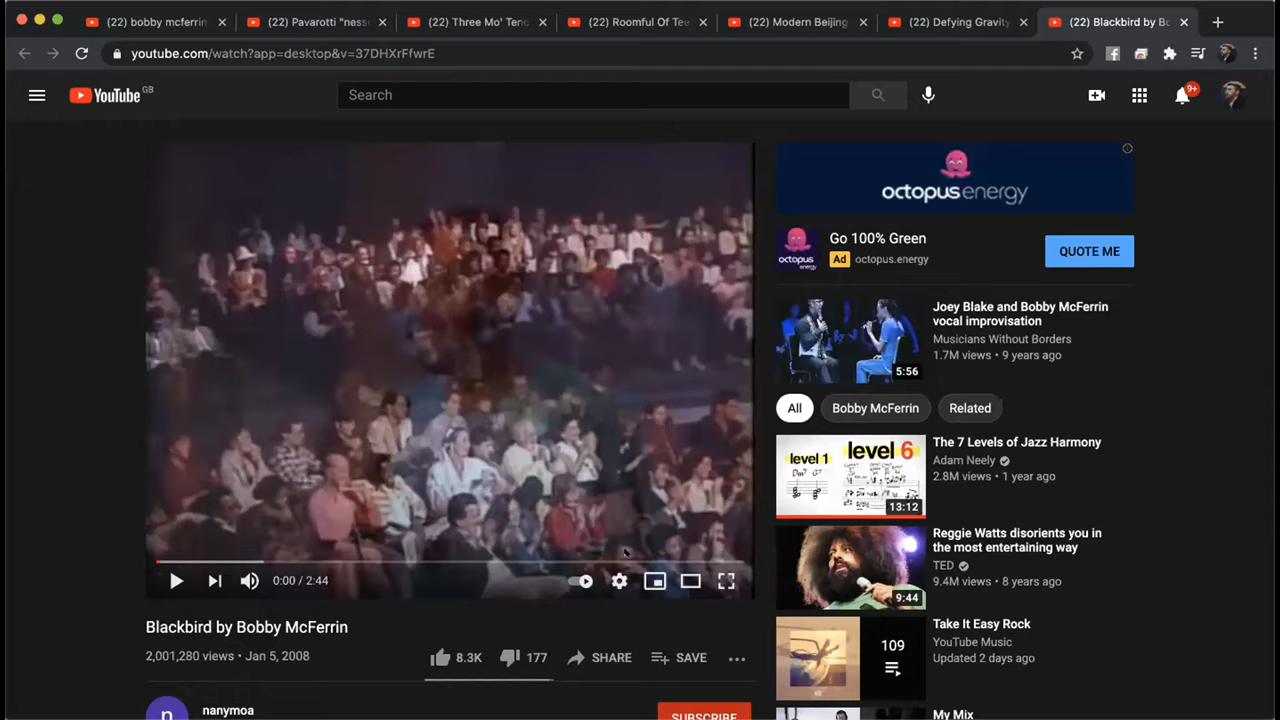 (22) bobby mcferrin
(22) Pavarotti "ness
(22) Three Mo' Tenc
(22) Roomful Of Tee
(22) Modern Beijing
(22) Defying Gravity
(22) Blackbird by Bo
youtube.com/watch?app=desktop&v=37DHXrFfwrE
YouTube GB
Search
9+
octopus energy
Go 100% Green
Ad octopus.energy
QUOTE ME
octopus energy
Joey Blake and Bobby McFerrin
vocal improvisation
Musicians Without Borders
1.7M views • 9 years ago
5:56
All
Bobby McFerrin
Related
level 1
level 6
The 7 Levels of Jazz Harmony
Adam Neely
2.8M views • 1 year ago
13:12
Reggie Watts disorients you in
the most entertaining way
TED
9.4M views • 8 years ago
9:44
0:00 / 2:44
Blackbird by Bobby McFerrin
2,001,280 views • Jan 5, 2008
8.3K
177
SHARE
SAVE
Take It Easy Rock
YouTube Music
Updated 2 days ago
109
n
nanymoa
SUBSCRIBE
My Mix